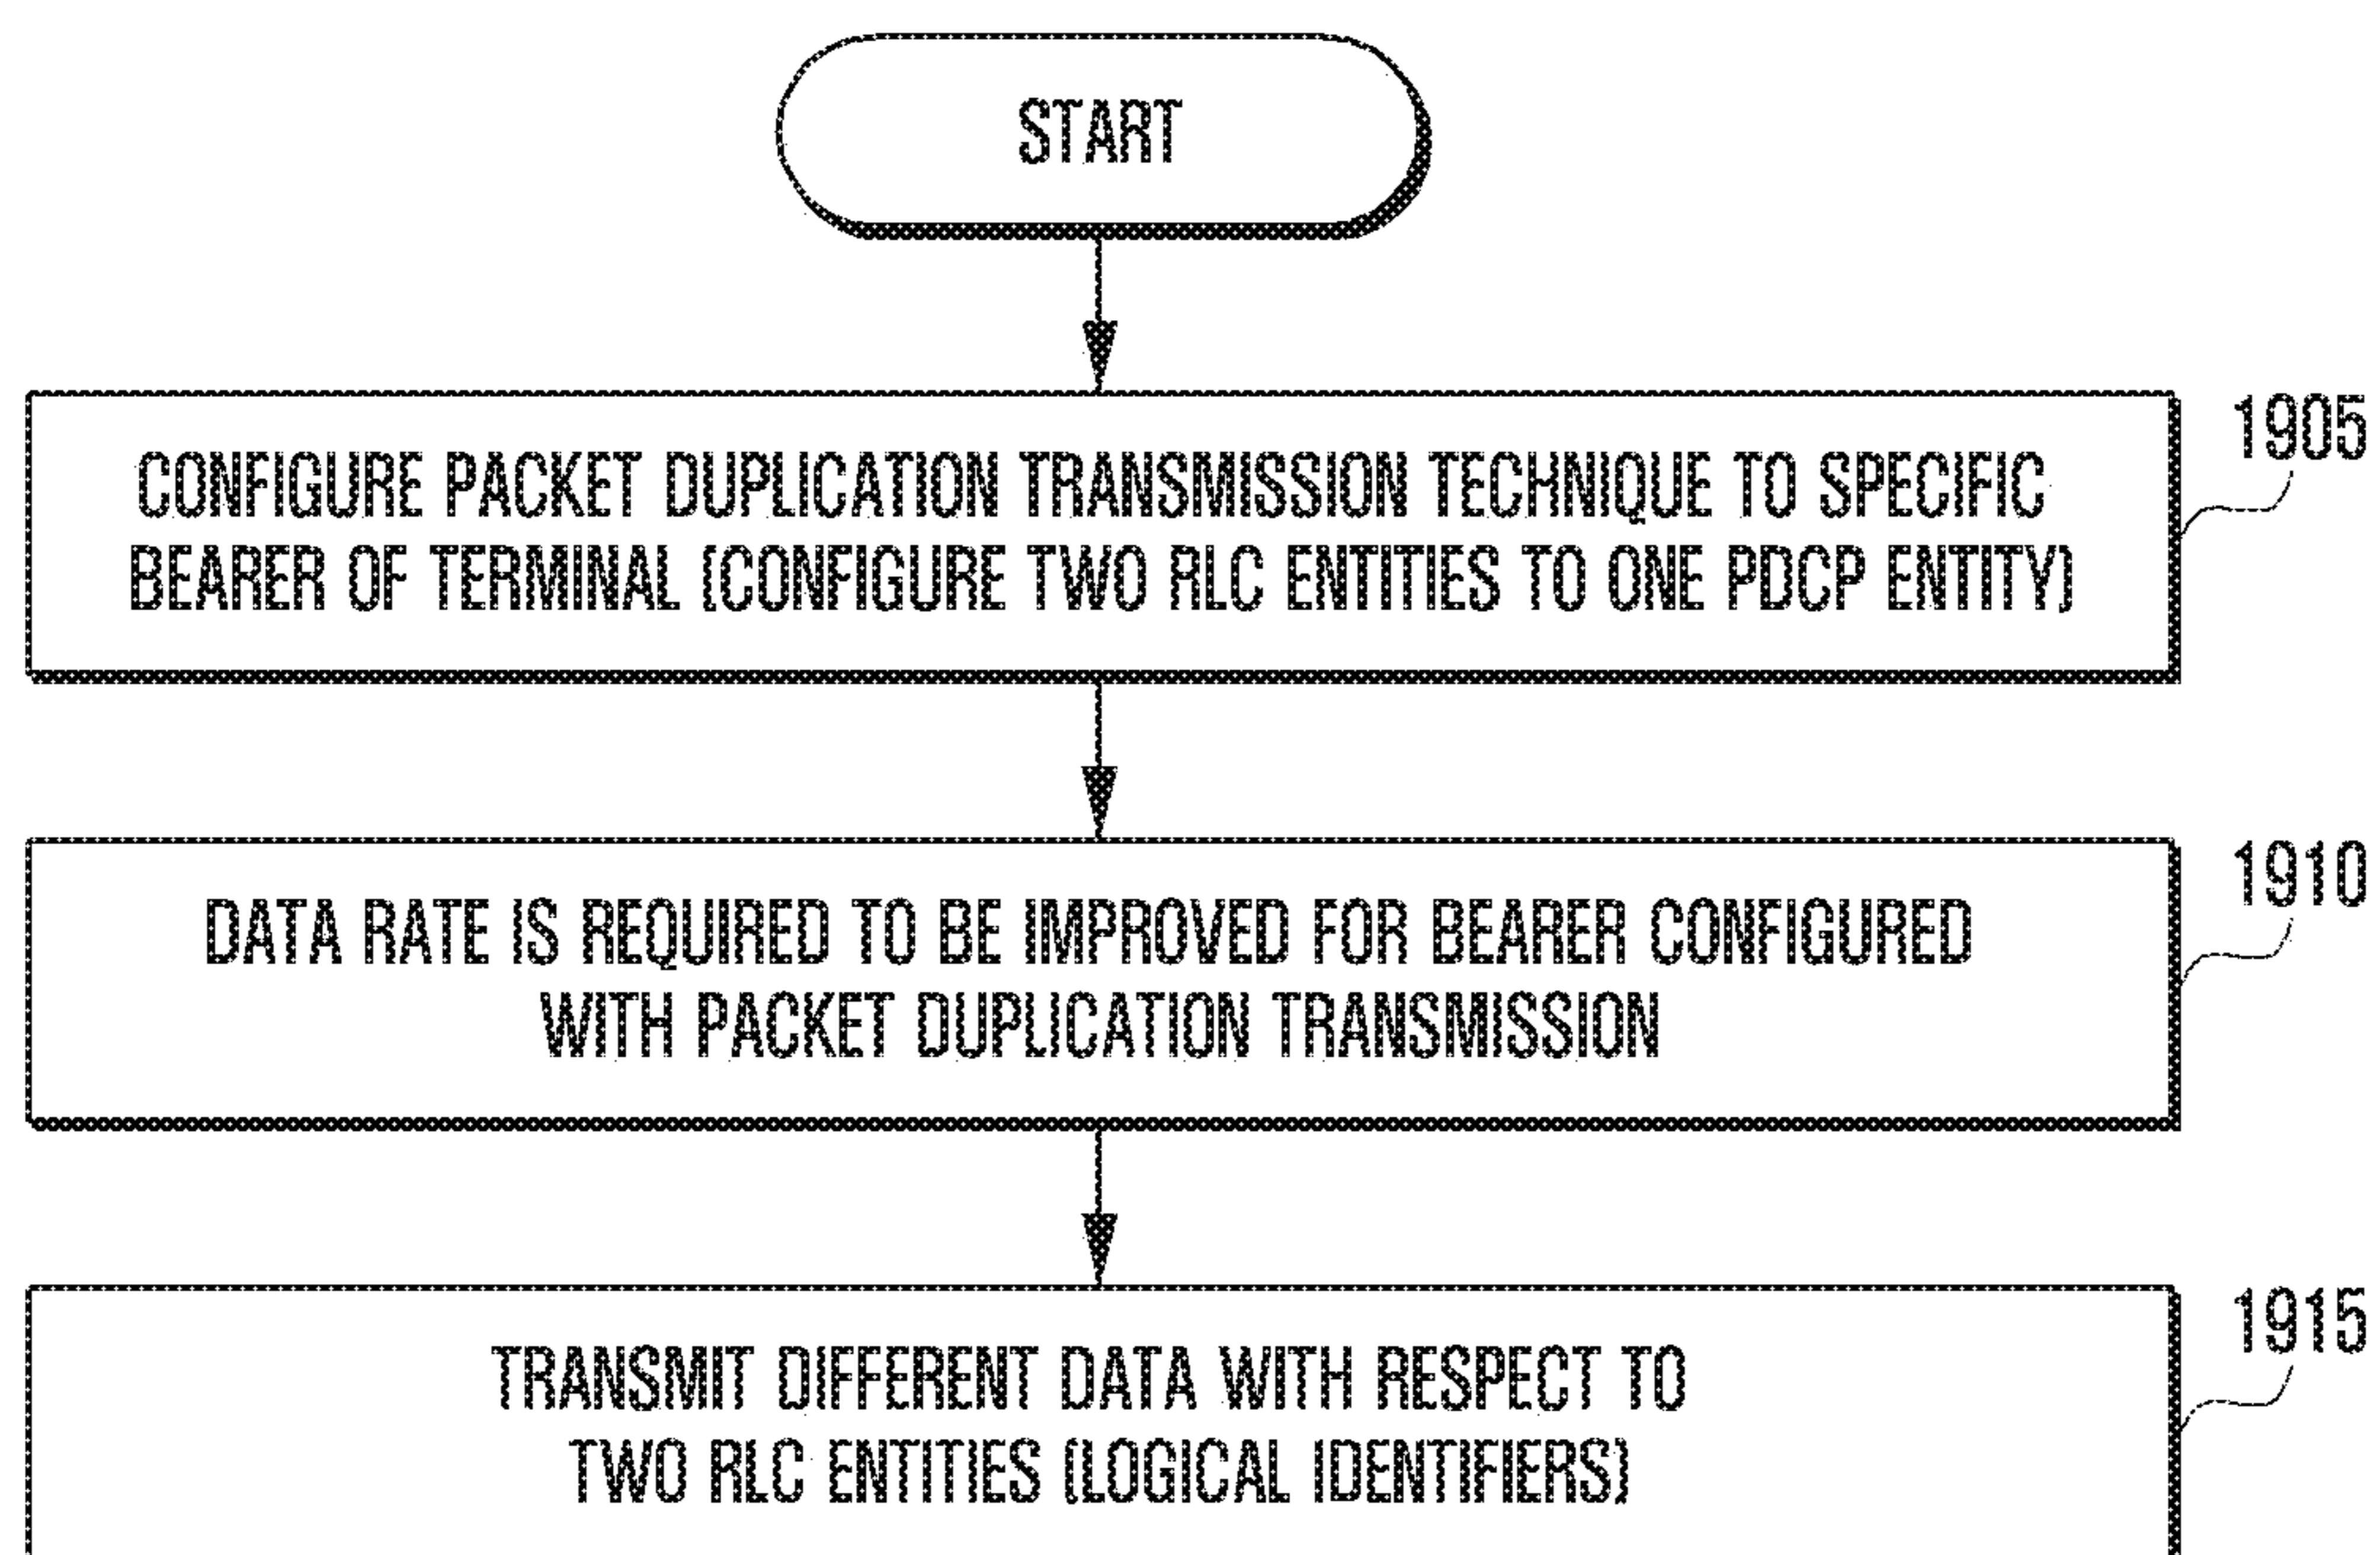 START
1905
CONFIGURE PACKET DUPLICATION TRANSMISSION TECHNIQUE TO SPECIFIC
BEARER OF TERMINAL (CONFIGURE TWO RLC ENTITIES TO ONE PDCP ENTITY)
1910
DATA RATE IS REQUIRED TO BE IMPROVED FOR BEARER CONFIGURED
WITH PACKET DUPLICATION TRANSMISSION
1915
TRANSMIT DIFFERENT DATA WITH RESPECT TO
TWO RLC ENTITIES (LOGICAL IDENTIFIERS)